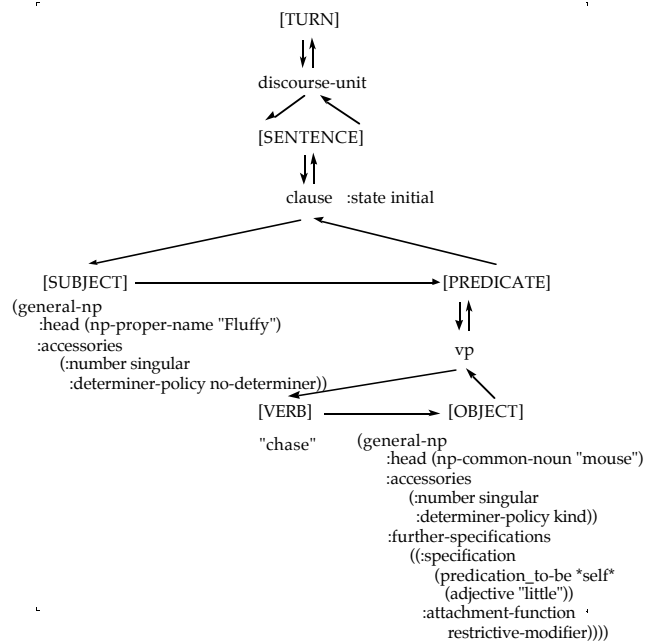 [TURN]
discourse-unit
[SENTENCE]
clause :state initial
[SUBJECT] [PREDICATE]
(general-np
:head (np-proper-name "Fluffy")
:accessories
(:number singular
:determiner-policy no-determiner))
vp
[VERB] [OBJECT]
"chase"
(general-np
:head (np-common-noun "mouse")
:accessories
(:number singular
:determiner-policy kind))
:further-specifications
((:specification
(predication_to-be *self*
(adjective "little"))
:attachment-function
restrictive-modifier))))